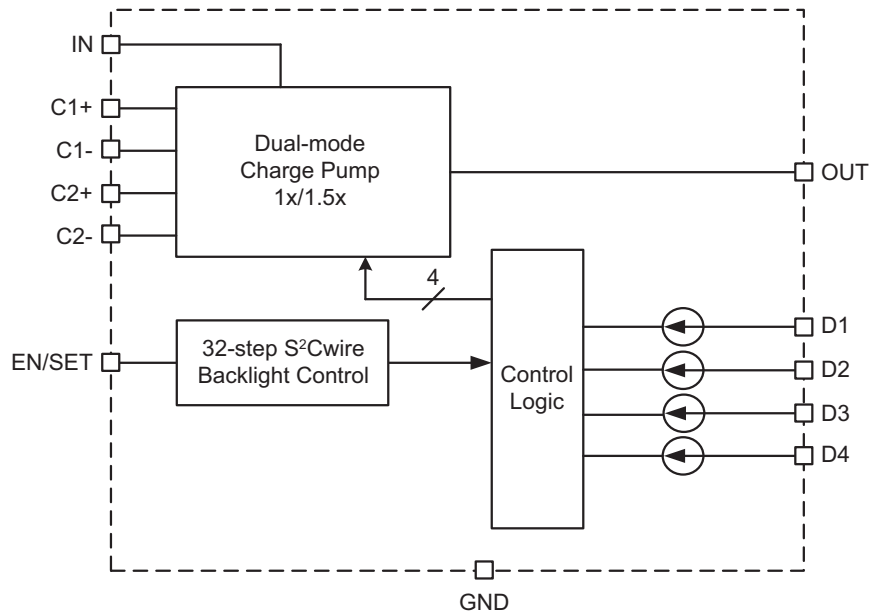 IN
C1+
C1-
C2+
C2-
Dual-mode
Charge Pump
1x/1.5x
OUT
4
EN/SET
32-step S²Cwire
Backlight Control
Control
Logic
D1
D2
D3
D4
GND